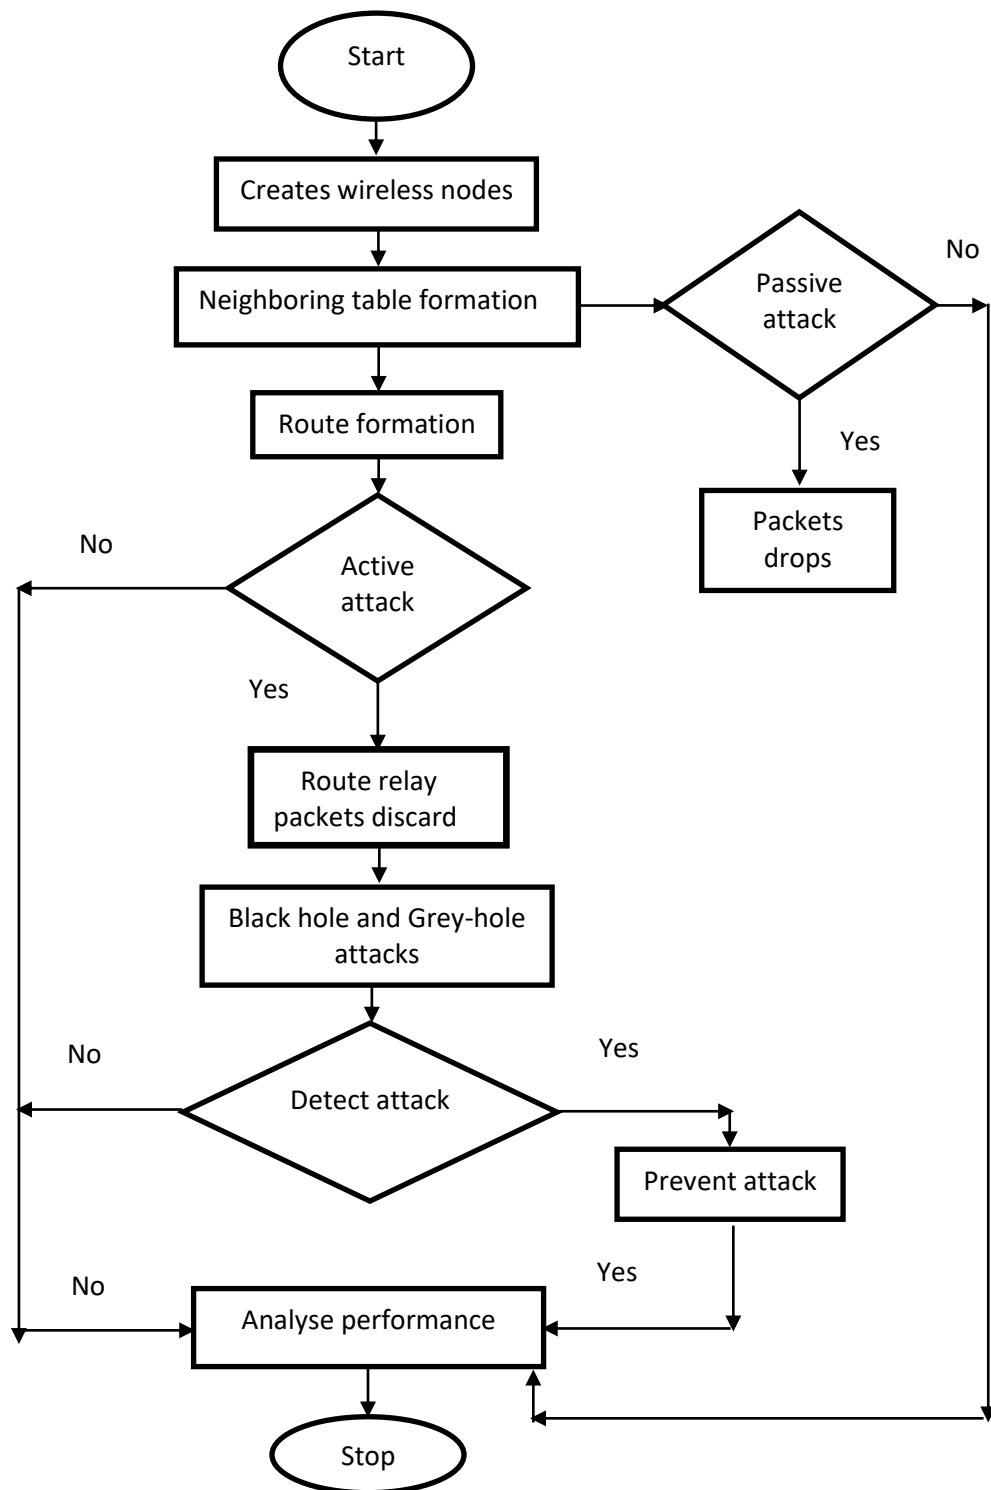 Start
Creates wireless nodes
No
Neighboring table formation
Passive
attack
Route formation
Yes
Packets
drops
No
Active
attack
Yes
Route relay
packets discard
Black hole and Grey-hole
attacks
No
Yes
Detect attack
Prevent attack
No
Yes
Analyse performance
Stop